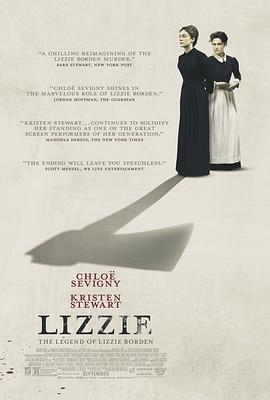 "A CHILLING REIMAGINING OF THE
LIZZIE BORDEN MURDER."
SARA STEWART, NEW YORK POST
"CHLOË SEVIGNY SHINES IN
THE MARVELOUS ROLE OF LIZZIE BORDEN."
JORDAN HOFFMAN, THE GUARDIAN
"KRISTEN STEWART...CONTINUES TO SOLIDIFY
HER STANDING AS ONE OF THE GREAT
SCREEN PERFORMERS OF HER GENERATION."
MANOHLA DARGIS, THE NEW YORK TIMES
"THE ENDING WILL LEAVE YOU SPEECHLESS."
SCOTT MENZEL, WE LIVE ENTERTAINMENT
CHLOË
SEVIGNY
KRISTEN
STEWART
LIZZIE
THE LEGEND OF LIZZIE BORDEN
SEPTEMBER